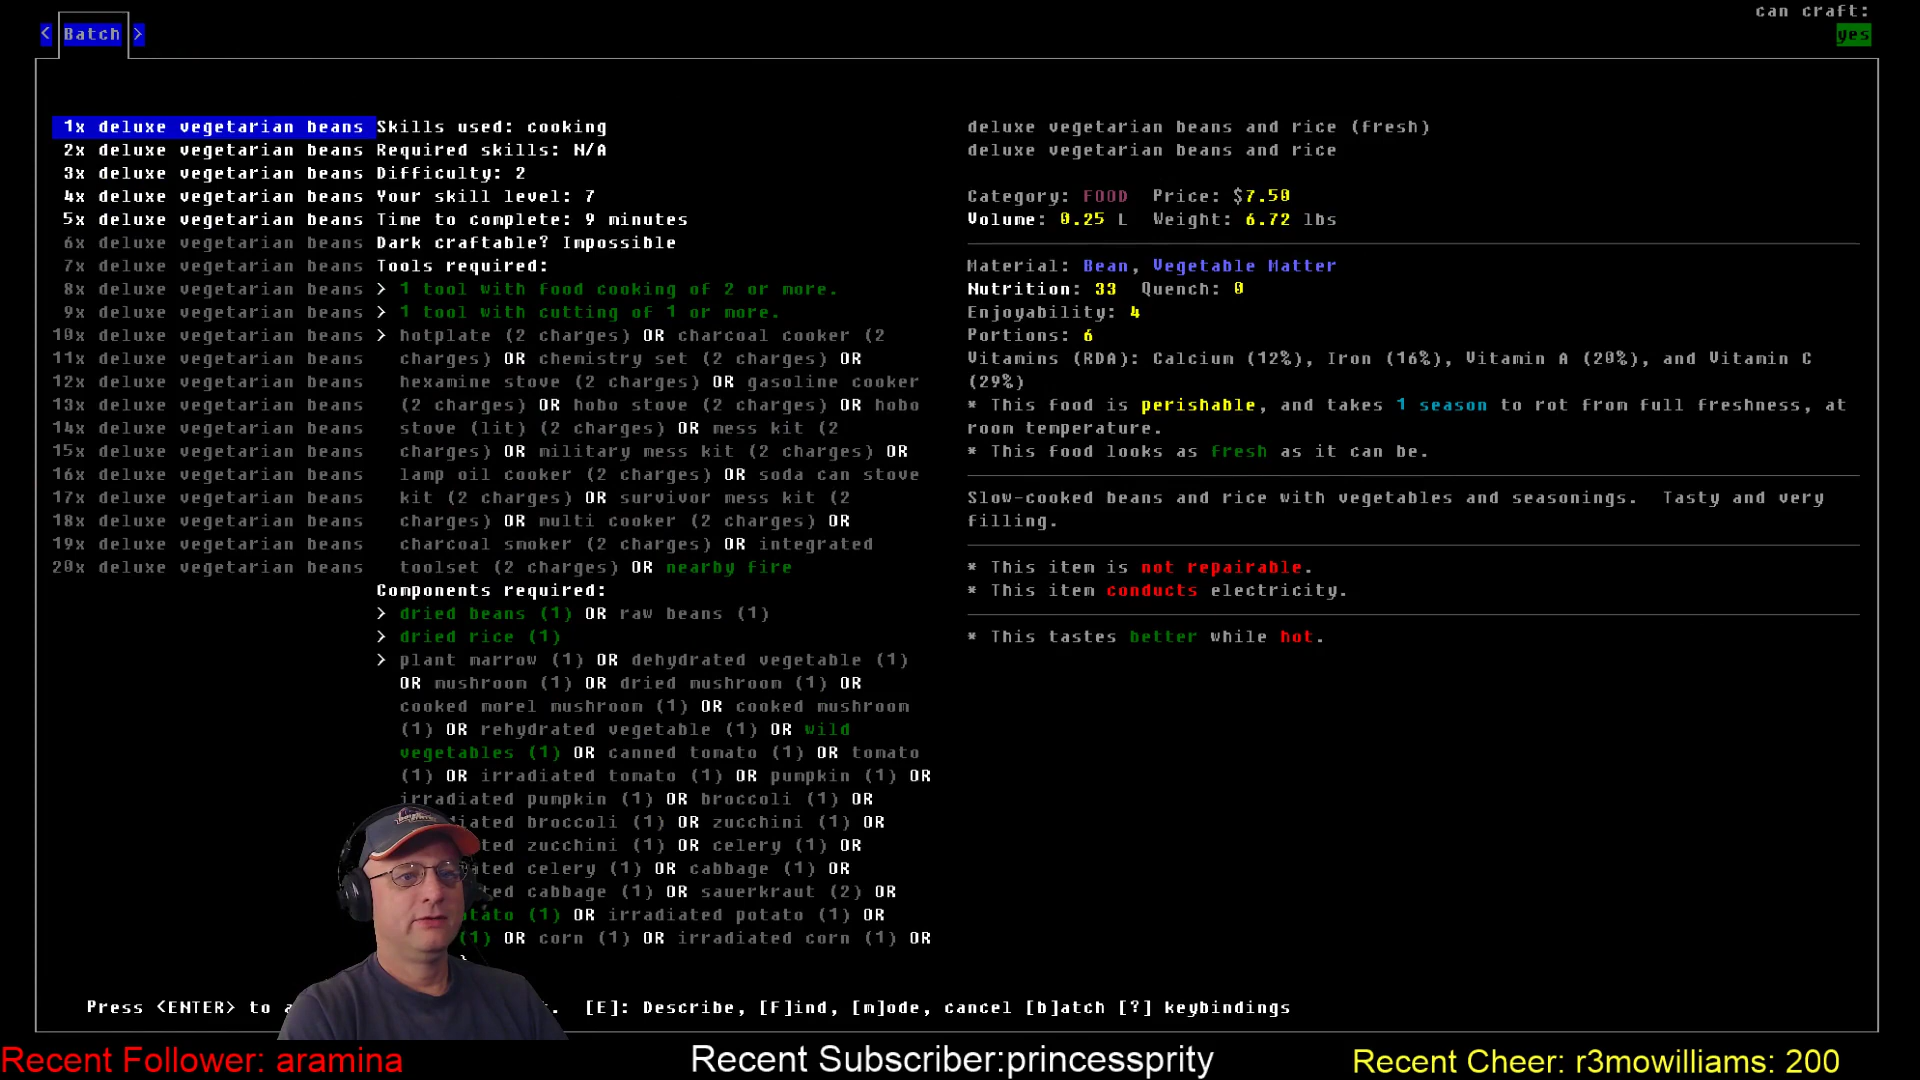 can craft:
< Batch >
yes
1x deluxe vegetarian beans
2x deluxe vegetarian beans
3x deluxe vegetarian beans
4x deluxe vegetarian beans
5x deluxe vegetarian beans
6x deluxe vegetarian beans
7x deluxe vegetarian beans
8x deluxe vegetarian beans
9x deluxe vegetarian beans
10x deluxe vegetarian beans
11x deluxe vegetarian beans
12x deluxe vegetarian beans
13x deluxe vegetarian beans
14x deluxe vegetarian beans
15x deluxe vegetarian beans
16x deluxe vegetarian beans
17x deluxe vegetarian beans
18x deluxe vegetarian beans
19x deluxe vegetarian beans
20x deluxe vegetarian beans
Skills used: cooking
Required skills: N/A
Difficulty: 2
Your skill level: 7
Time to complete: 9 minutes
Dark craftable? Impossible
Tools required:
> 1 tool with food cooking of 2 or more.
> 1 tool with cutting of 1 or more.
> hotplate (2 charges) OR charcoal cooker (2
charges) OR chemistry set (2 charges) OR
hexamine stove (2 charges) OR gasoline cooker
(2 charges) OR hobo stove (2 charges) OR hobo
stove (lit) (2 charges) OR mess kit (2
charges) OR military mess kit (2 charges) OR
lamp oil cooker (2 charges) OR soda can stove
kit (2 charges) OR survivor mess kit (2
charges) OR multi cooker (2 charges) OR
charcoal smoker (2 charges) OR integrated
toolset (2 charges) OR nearby fire
Components required:
> dried beans (1) OR raw beans (1)
> dried rice (1)
> plant marrow (1) OR dehydrated vegetable (1)
OR mushroom (1) OR dried mushroom (1) OR
cooked morel mushroom (1) OR cooked mushroom
(1) OR rehydrated vegetable (1) OR wild
vegetables (1) OR canned tomato (1) OR tomato
(1) OR irradiated tomato (1) OR pumpkin (1) OR
irradiated pumpkin (1) OR broccoli (1) OR
broccoli (1) OR zucchini (1) OR
zucchini (1) OR celery (1) OR
celery (1) OR cabbage (1) OR
cabbage (1) OR sauerkraut (2) OR
(1) OR irradiated potato (1) OR
(1) OR corn (1) OR irradiated corn (1) OR
deluxe vegetarian beans and rice (fresh)
deluxe vegetarian beans and rice
Category: FOOD Price: $7.50
Volume: 0.25 L Weight: 6.72 lbs
Material: Bean, Vegetable Matter
Nutrition: 33 Quench: 0
Enjoyability: 4
Portions: 6
Vitamins (RDA): Calcium (12%), Iron (16%), Vitamin A (20%), and Vitamin C
(29%)
* This food is perishable, and takes 1 season to rot from full freshness, at
room temperature.
* This food looks as fresh as it can be.
Slow-cooked beans and rice with vegetables and seasonings. Tasty and very
filling.
* This item is not repairable.
* This item conducts electricity.
* This tastes better while hot.
Press <ENTER> to [E]: Describe, [F]ind, [m]ode, cancel [b]atch [?] keybindings
Recent Follower: aramina
Recent Subscriber:princessprity
Recent Cheer: r3mowilliams: 200